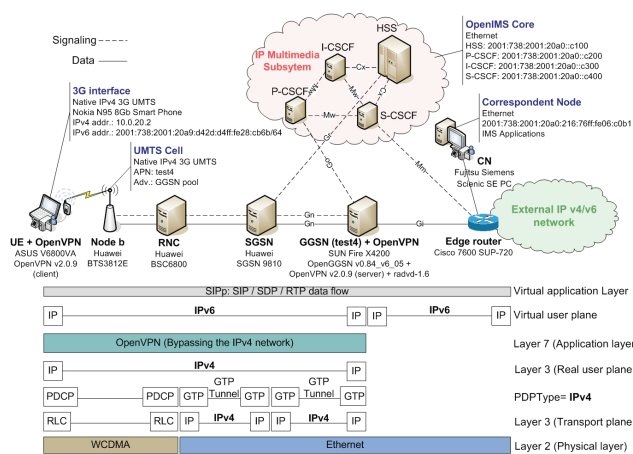 Signaling
Data
HSS
I-CSCF
IP Multimedia
Subsytem
Cx
Cx
P-CSCF
Mw
Mw
Mw
S-CSCF
Gr
Go
Mm
OpenIMS Core
Ethernet
HSS: 2001:738:2001:20a0::c100
P-CSCF: 2001:738:2001:20a0::c200
I-CSCF: 2001:738:2001:20a0::c300
S-CSCF: 2001:738:2001:20a0::c400
3G interface
Native IPv4 3G UMTS
Nokia N95 8Gb Smart Phone
IPv4 addr.: 10.0.20.2
IPv6 addr.: 2001:738:2001:20a9:d42d:d4ff:fe28:cb6b/64
UMTS Cell
Native IPv4 3G UMTS
APN: test4
Adv.: GGSN pool
Correspondent Node
Ethernet
2001:738:2001:20a0:216:76ff:fe06:c0b1
IMS Applications
CN
Fujitsu Siemens
Scienic SE PC
External IP v4/v6
network
Gn
Gn
Gi
UE + OpenVPN
ASUS V6800VA
OpenVPN v2.0.9
(client)
Node b
Huawei
BTS3812E
RNC
Huawei
BSC6800
SGSN
Huawei
SGSN 9810
GGSN (test4) + OpenVPN
SUN Fire X4200
OpenGGSN v0.84_v6_05 +
OpenVPN v2.0.9 (server) + radvd-1.6
Edge router
Cisco 7600 SUP-720
SIPp: SIP / SDP / RTP data flow
Virtual application Layer
IP IPv6 IP IP IPv6 IP
Virtual user plane
OpenVPN (Bypassing the IPv4 network)
Layer 7 (Application layer
IP IPv4 IP
Layer 3 (Real user plane
PDCP PDCP GTP GTP Tunnel GTP GTP GTP Tunnel GTP
PDPType= IPv4
RLC RLC IP IPv4 IP IP IPv4 IP
Layer 3 (Transport plane
WCDMA Ethernet
Layer 2 (Physical layer)